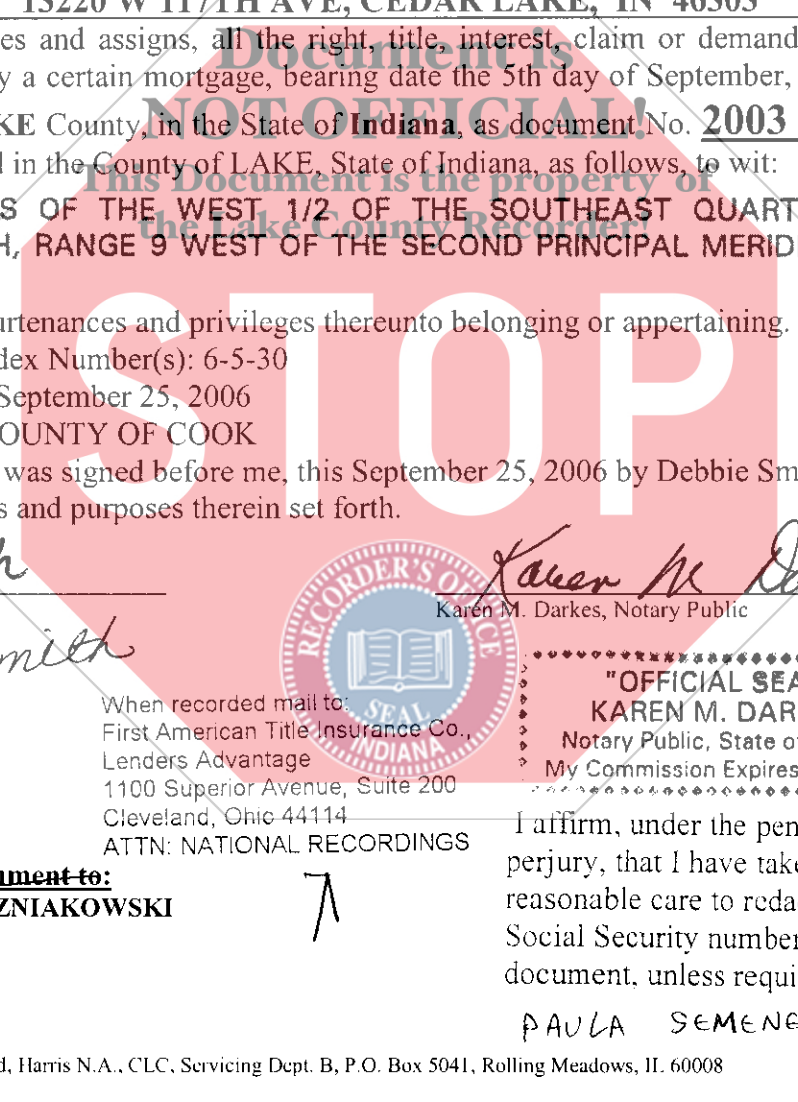 13220 W 117TH AVE, CEDAR LAKE, IN 46303
es and assigns, all the right, title, interest, claim or demand
y a certain mortgage, bearing date the 5th day of September,
KE County, in the State of Indiana, as document No. 2003
l in the County of LAKE, State of Indiana, as follows, to wit:
S OF THE WEST 1/2 OF THE SOUTHEAST QUART
H, RANGE 9 WEST OF THE SECOND PRINCIPAL MERID
Document is
NOT OFFICIAL!
This Document is the property of
the Lake County Recorder!
STOP
urtenances and privileges thereunto belonging or appertaining.
dex Number(s): 6-5-30
September 25, 2006
OUNTY OF COOK
was signed before me, this September 25, 2006 by Debbie Sm
s and purposes therein set forth.
Karen M Da
Karen M. Darkes, Notary Public
mith
RECORDER'S OFFICE
SEAL
INDIANA
"OFFICIAL SEA
KAREN M. DAR
Notary Public, State o
My Commission Expires
When recorded mail to:
First American Title Insurance Co.,
Lenders Advantage
1100 Superior Avenue, Suite 200
Cleveland, Ohio 44114
ATTN: NATIONAL RECORDINGS
ument to:
ZNIAKOWSKI
I affirm, under the pen
perjury, that I have take
reasonable care to reda
Social Security number
document, unless requi
PAULA SEMENE
d, Harris N.A., CLC, Servicing Dept. B, P.O. Box 5041, Rolling Meadows, IL 60008